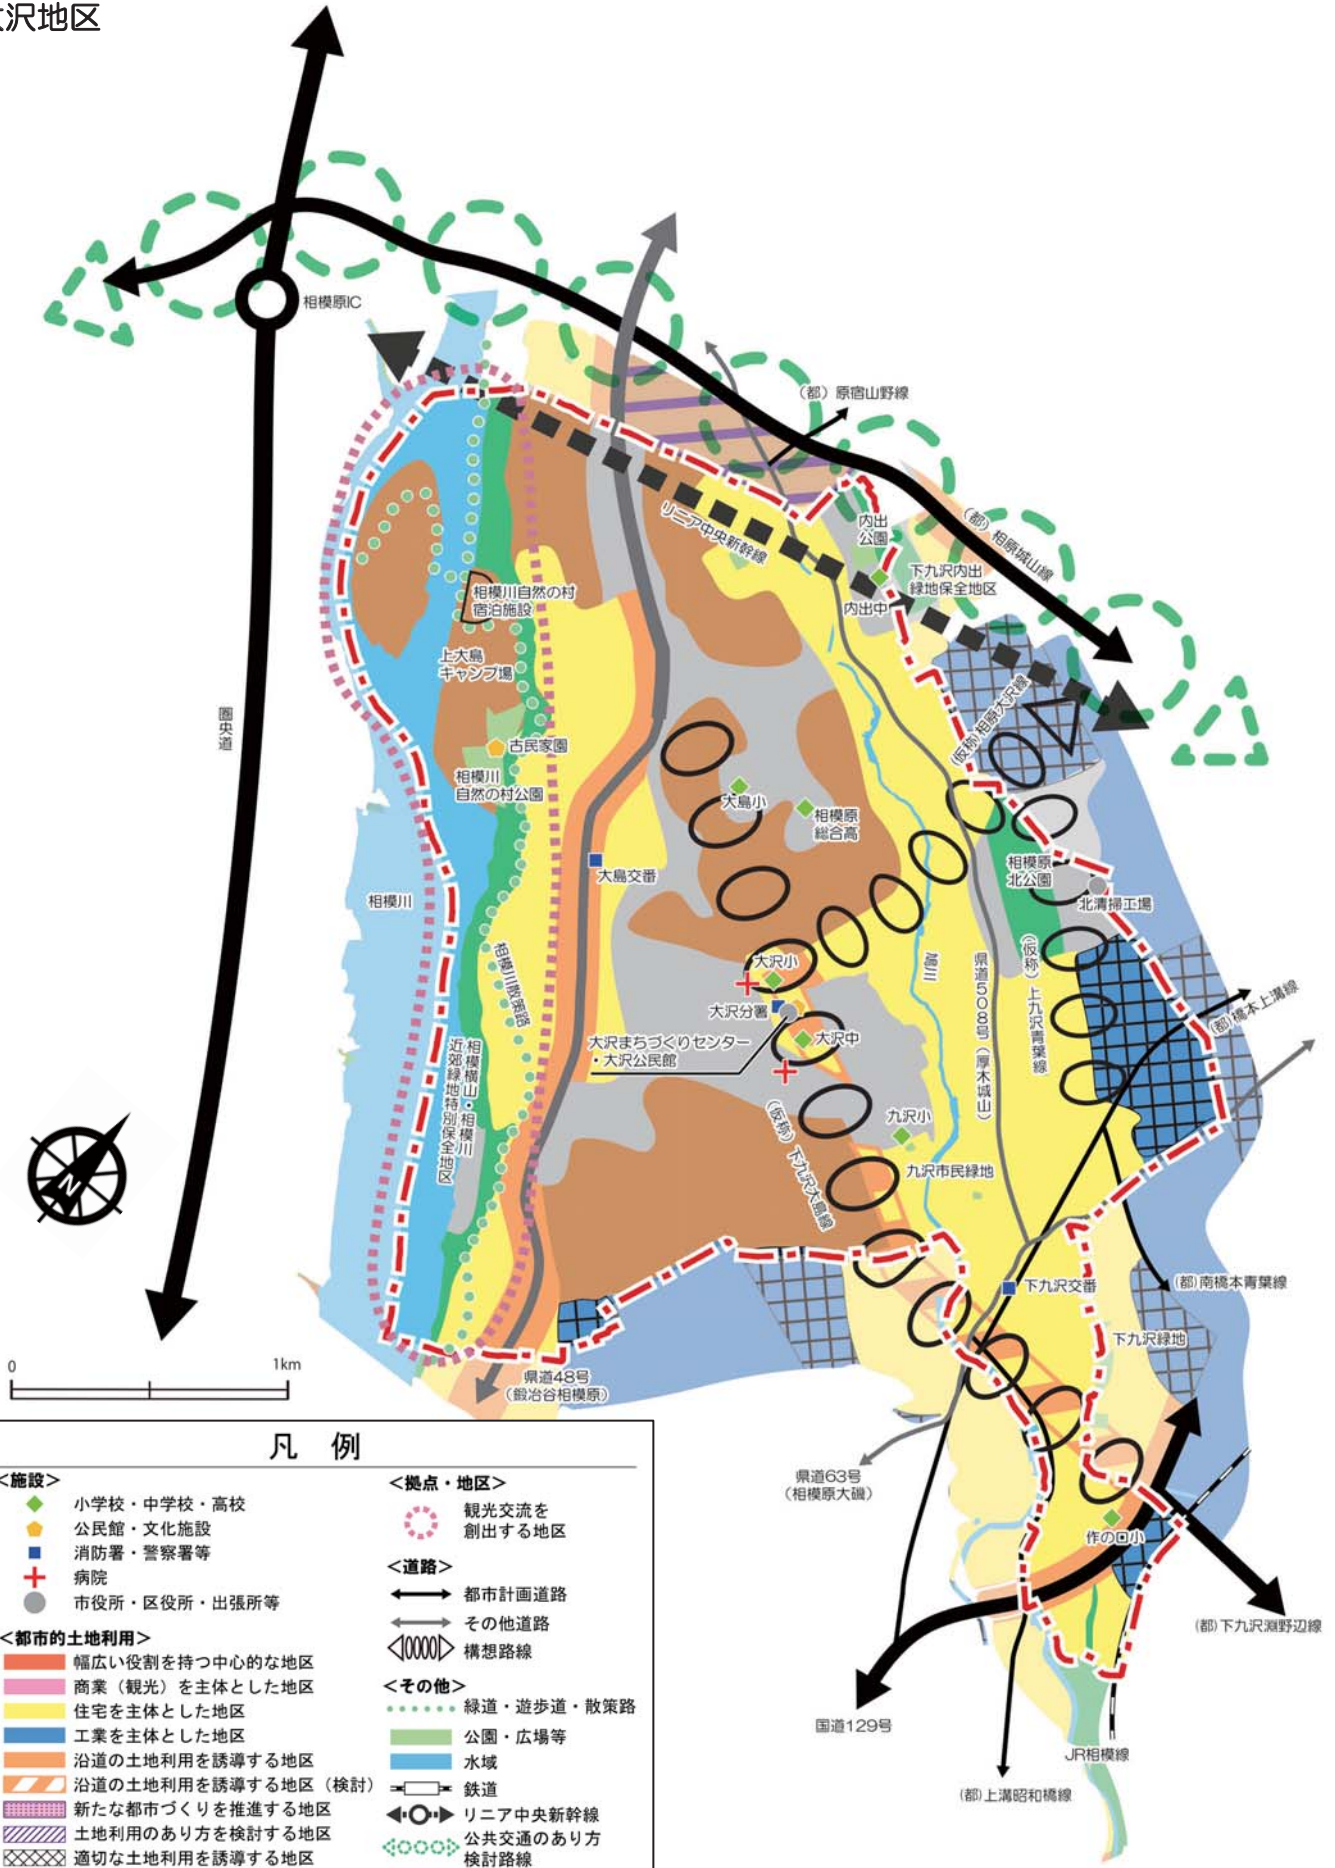 沢地区
相模原IC
(都)原宿山野線
リニア中央新幹線
内出
公園
(都)相原城山線
下九沢内出
緑地保全地区
内出中
相模川自然の村
宿泊施設
上大島
キャンプ場
(仮称)相原大沢線
圏央道
古民家園
相模川
自然の村公園
大島小
相模原
総合高
大島交番
相模原
北公園
北清掃工場
相模川
相模川散策路
大沢小
旭川
県道508号(厚木城山)
(仮称)上九沢青葉線
(都)橋本上溝線
大沢分署
大沢まちづくりセンター
・大沢公民館
大沢中
相模横山・相模川
近郊緑地特別保全地区
(仮称)下九沢大島線
九沢小
九沢市民緑地
N
下九沢交番
(都)南橋本青葉線
下九沢緑地
0
1km
県道48号
(鍛冶谷相模原)
県道63号
(相模原大磯)
作の口小
(都)下九沢淵野辺線
国道129号
JR相模線
(都)上溝昭和橋線
凡 例
<施設>
小学校・中学校・高校
公民館・文化施設
消防署・警察署等
病院
市役所・区役所・出張所等
<都市的土地利用>
幅広い役割を持つ中心的な地区
商業(観光)を主体とした地区
住宅を主体とした地区
工業を主体とした地区
沿道の土地利用を誘導する地区
沿道の土地利用を誘導する地区(検討)
新たな都市づくりを推進する地区
土地利用のあり方を検討する地区
適切な土地利用を誘導する地区
<拠点・地区>
観光交流を
創出する地区
<道路>
都市計画道路
その他道路
構想路線
<その他>
緑道・遊歩道・散策路
公園・広場等
水域
鉄道
リニア中央新幹線
公共交通のあり方
検討路線